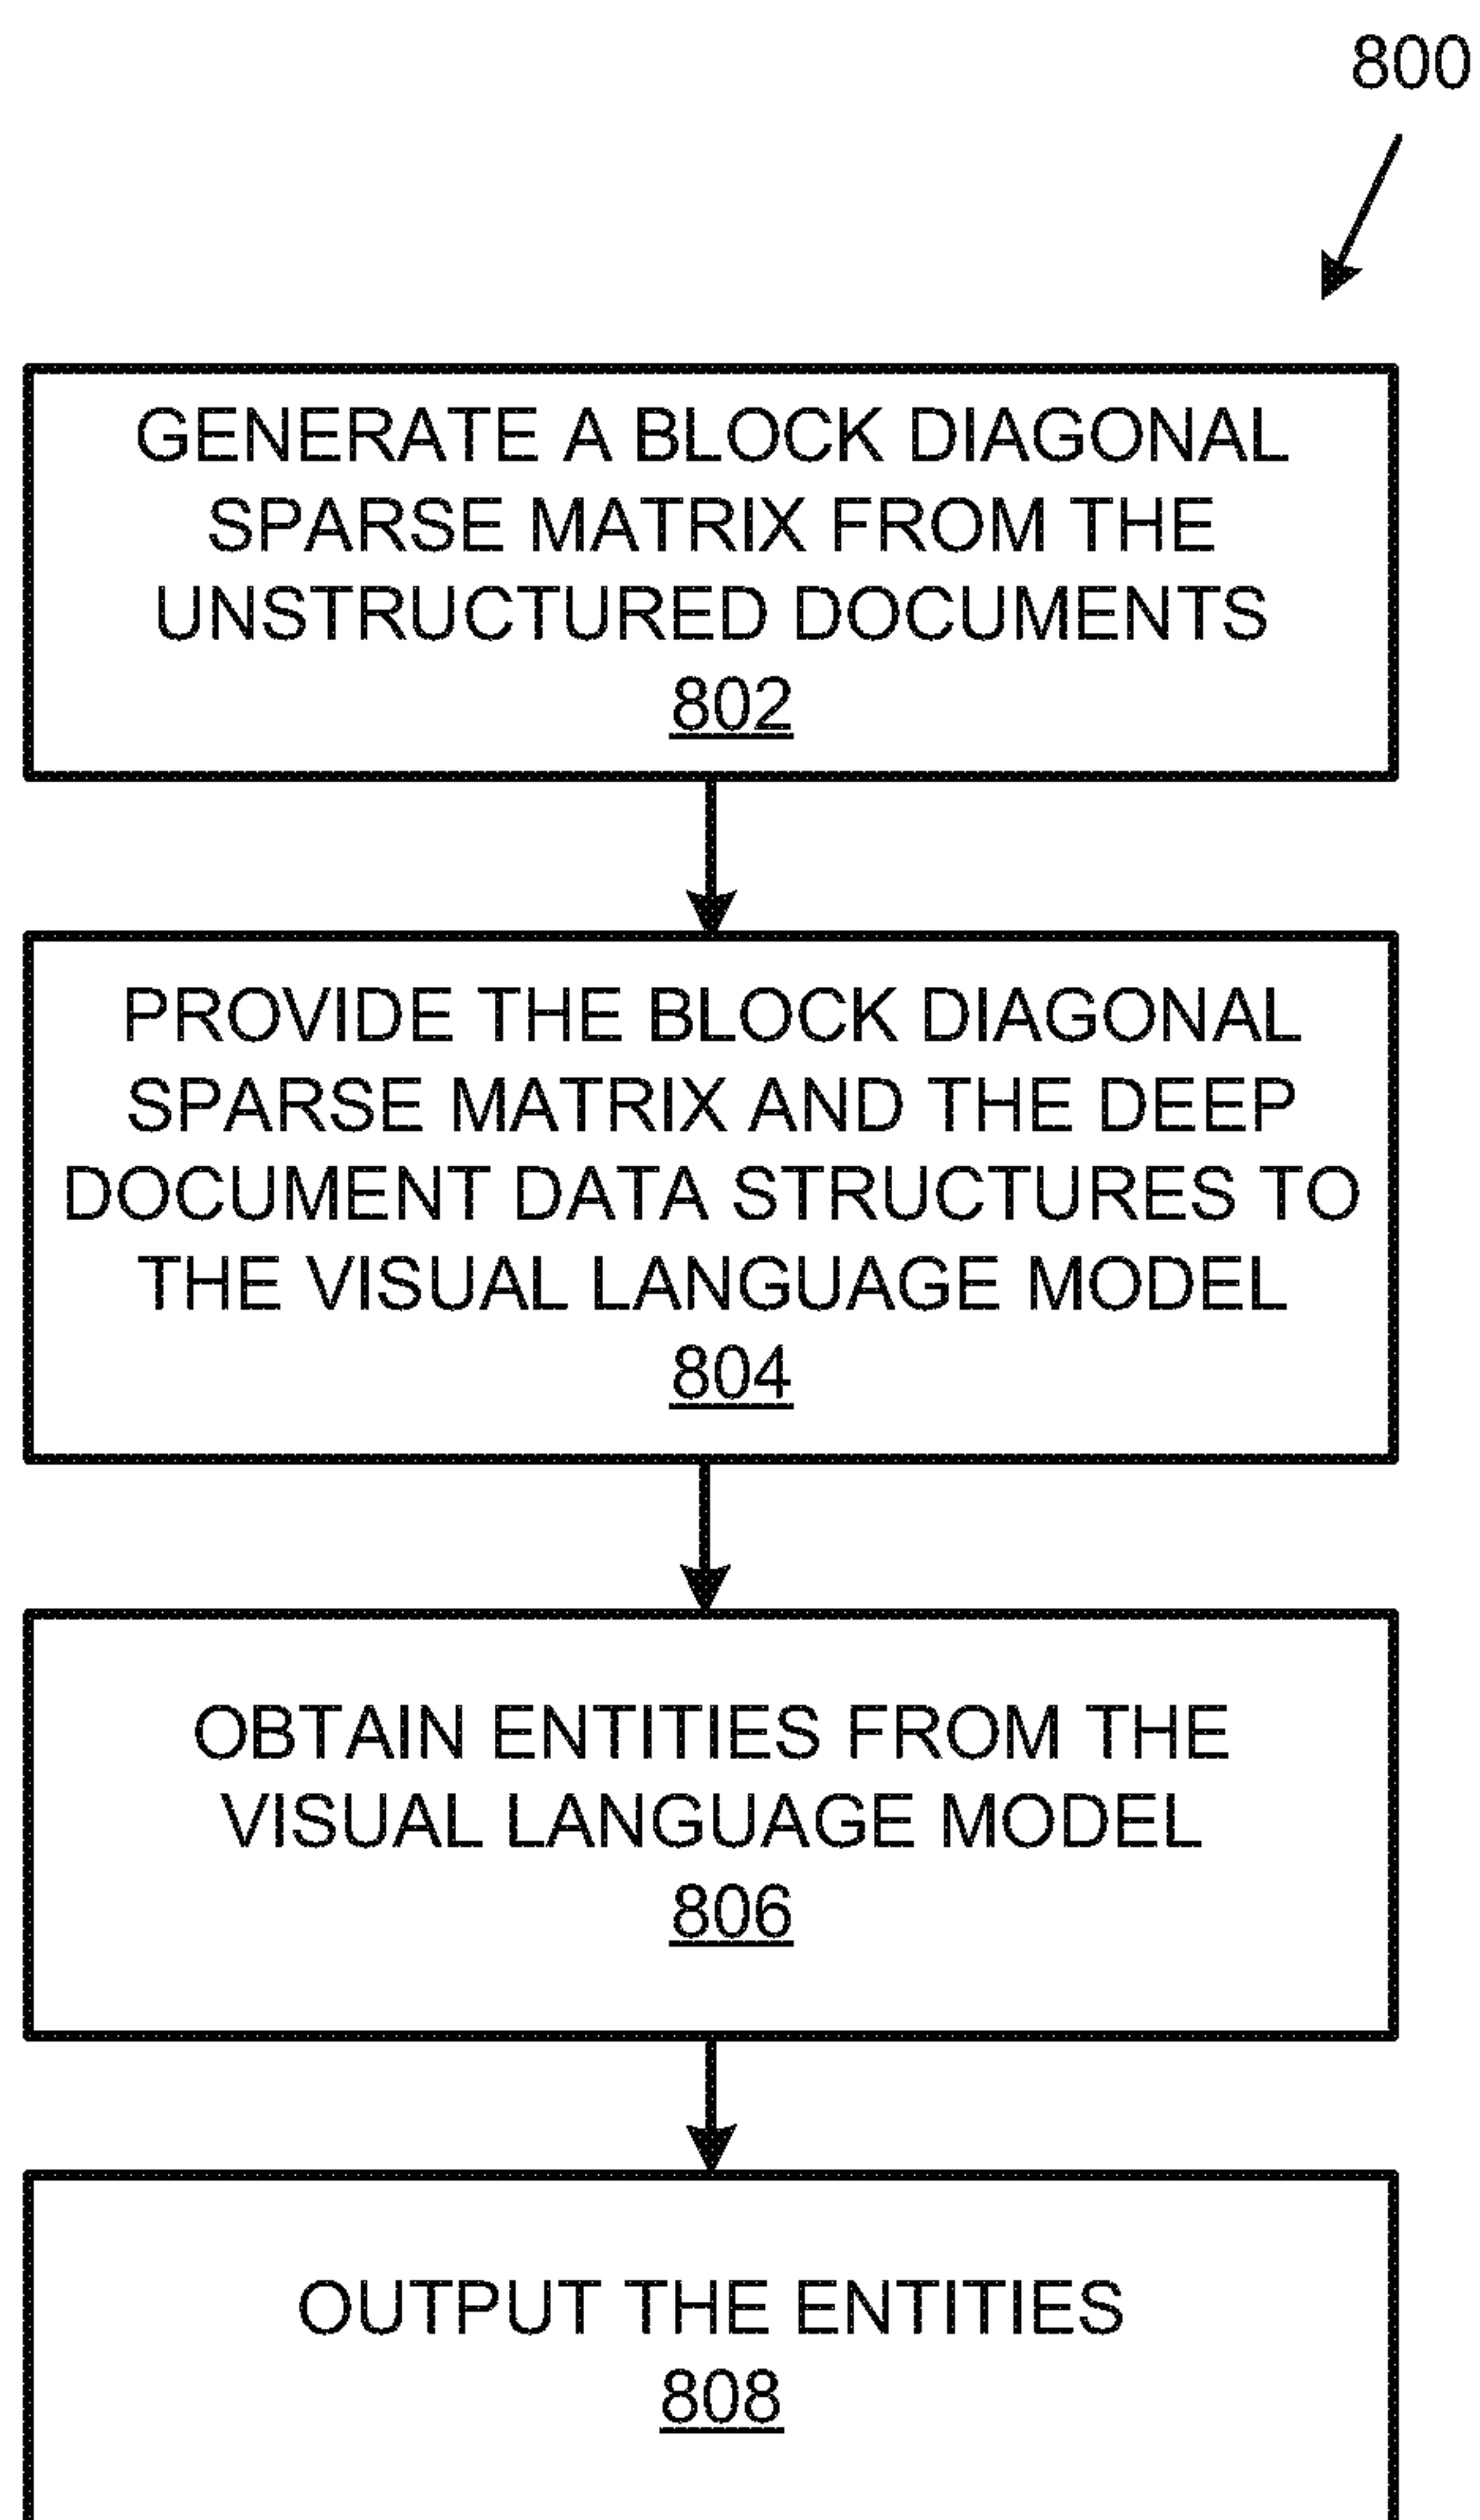 800
GENERATE A BLOCK DIAGONAL
SPARSE MATRIX FROM THE
UNSTRUCTURED DOCUMENTS
802
PROVIDE THE BLOCK DIAGONAL
SPARSE MATRIX AND THE DEEP
DOCUMENT DATA STRUCTURES TO
THE VISUAL LANGUAGE MODEL
804
OBTAIN ENTITIES FROM THE
VISUAL LANGUAGE MODEL
806
OUTPUT THE ENTITIES
808